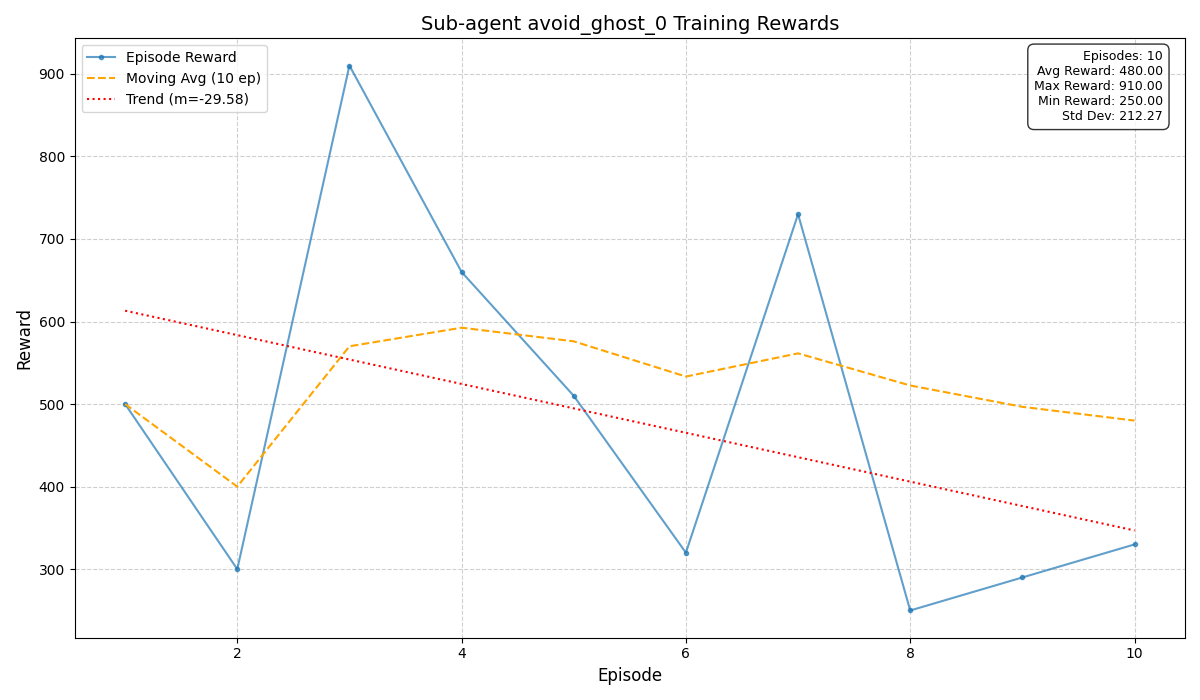 Sub-agent avoid_ghost_0 Training Rewards
Episode Reward
Moving Avg (10 ep)
Trend (m=-29.58)
Episodes: 10
Avg Reward: 480.00
Max Reward: 910.00
Min Reward: 250.00
Std Dev: 212.27
Reward
900
800
700
600
500
400
300
2
4
6
8
10
Episode